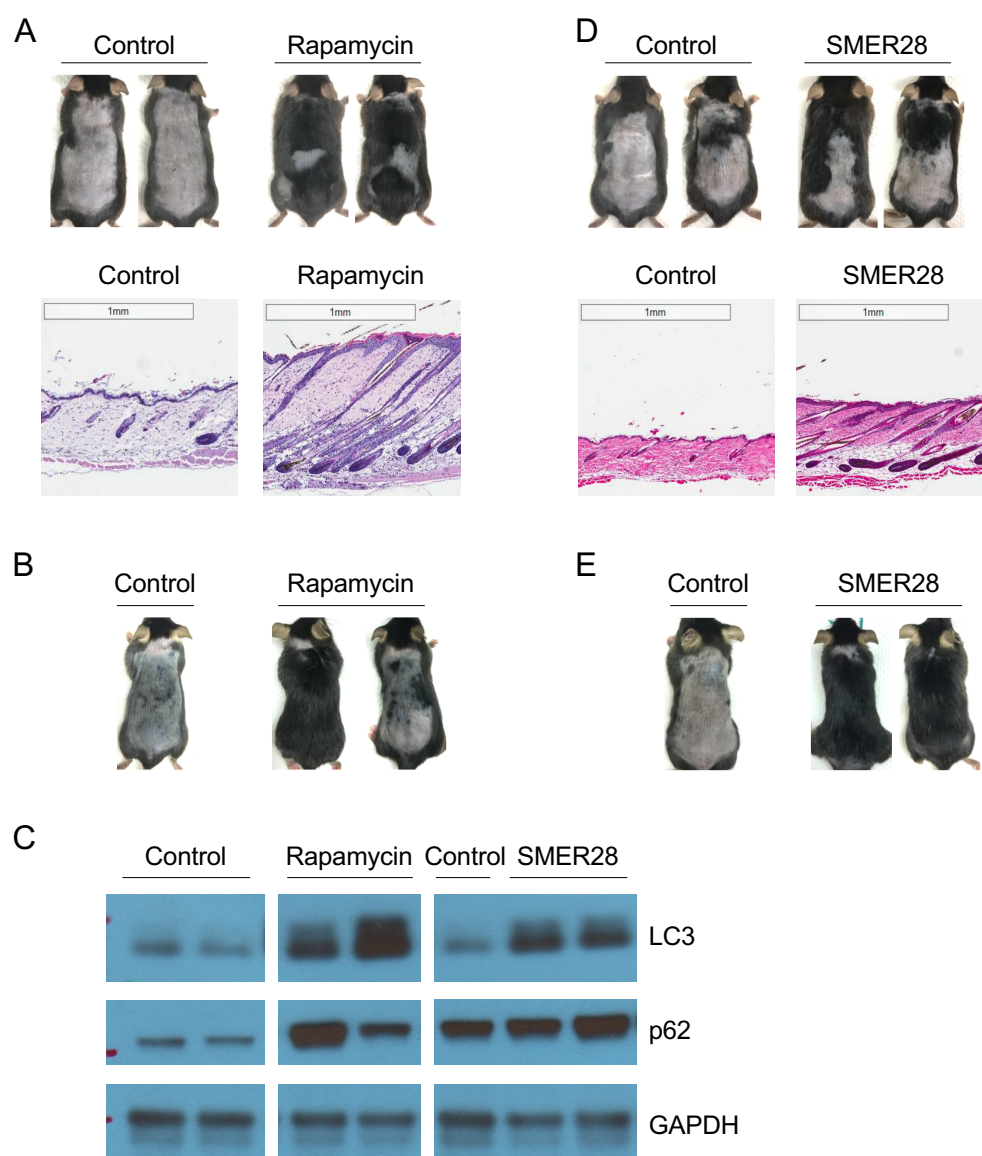 A
Control
Rapamycin
Control
Rapamycin
1mm
1mm
D
Control
SMER28
Control
SMER28
1mm
1mm
B
Control
Rapamycin
E
Control
SMER28
C
Control
Rapamycin
Control
SMER28
LC3
p62
GAPDH